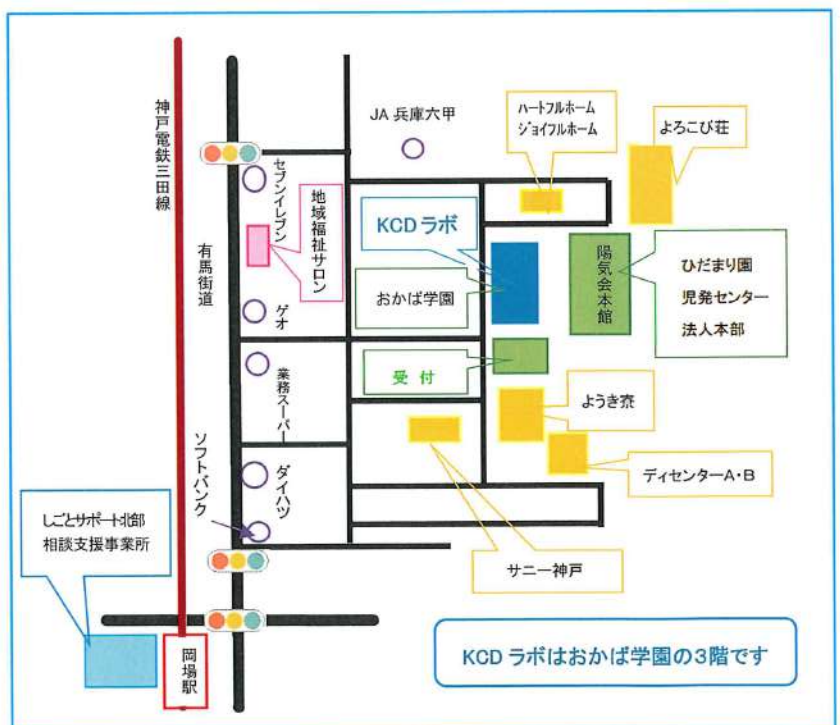 神戸電鉄三田線
有馬街道
セブンイレブン
地域福祉サロン
ゲオ
業務スーパー
ソフトバンク
ダイハツ
JA 兵庫六甲
ハートフルホーム
ジョイフルホーム
よろこび荘
KCD ラボ
おかば学園
陽気会本館
ひだまり園
児発センター
法人本部
受 付
ようき寮
ディセンターA・B
サニー神戸
しごとサポート北部
相談支援事業所
岡場駅
KCD ラボはおかば学園の3階です